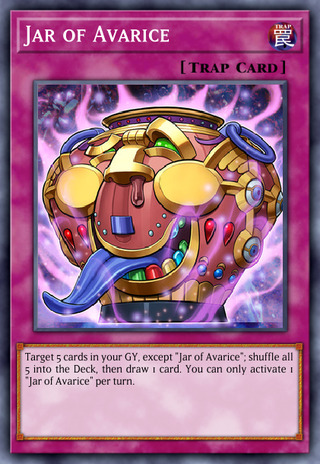 Jar of Avarice
TRAP
罠
[ Trap Card ]
Target 5 cards in your GY, except "Jar of Avarice"; shuffle all
5 into the Deck, then draw 1 card. You can only activate 1
"Jar of Avarice" per turn.